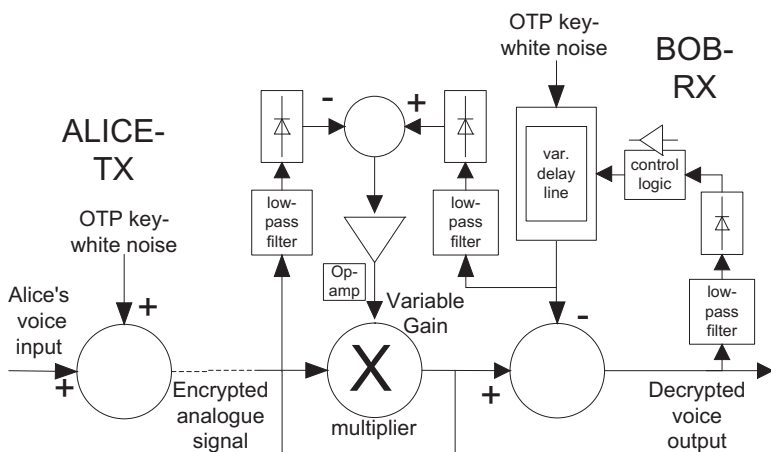 OTP key-
white noise
BOB-
RX
ALICE-
TX
-
+
var.
delay
line
control
logic
OTP key-
white noise
low-
pass
filter
low-
pass
filter
Op-
amp
Variable
Gain
low-
pass
filter
Alice's
voice
input
+
+
-
X
+
Encrypted
analogue
signal
multiplier
Decrypted
voice
output